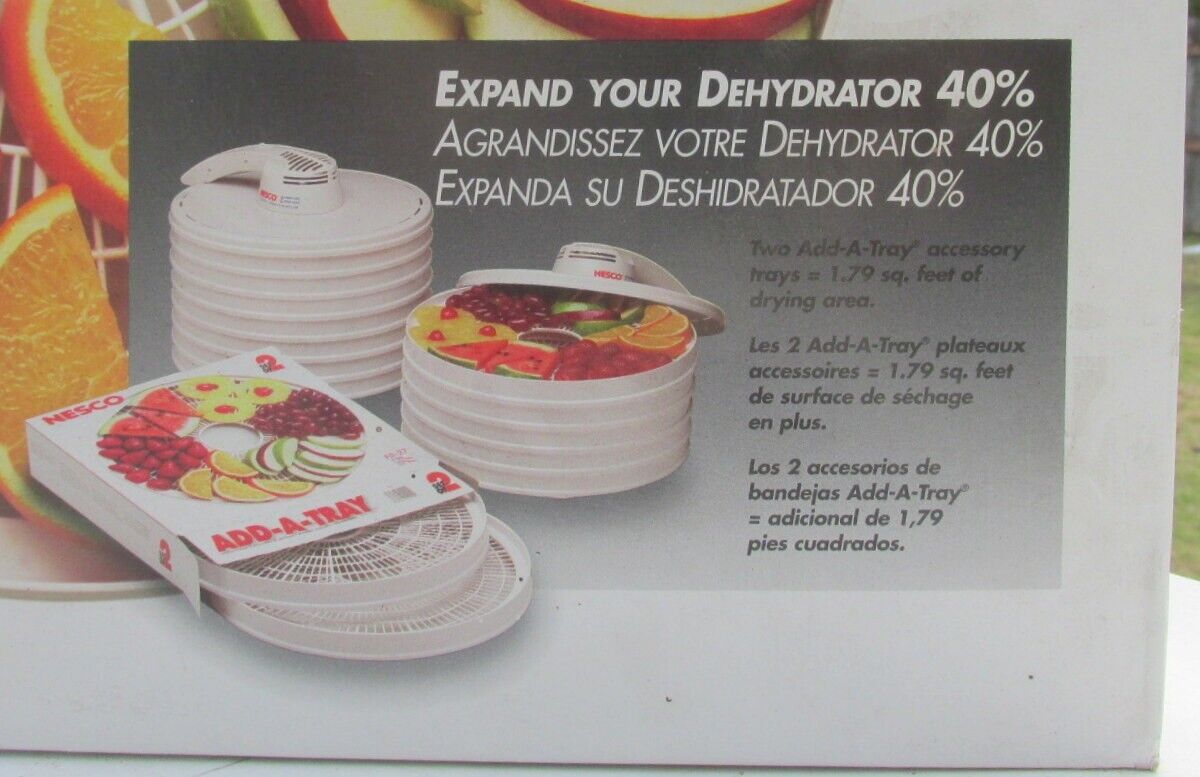 EXPAND YOUR DEHYDRATOR 40%
AGRANDISSEZ VOTRE DEHYDRATOR 40%
EXPANDA SU DESHIDRATADOR 40%
Two Add-A-Tray® accessory
trays = 1.79 sq. feet of
drying area.
Les 2 Add-A-Tray® plateaux
accessoires = 1.79 sq. feet
de surface de séchage
en plus.
Los 2 accesorios de
bandejas Add-A-Tray®
= adicional de 1,79
pies cuadrados.
NESCO
NESCO
NESCO
2
2
2
ADD-A-TRAY